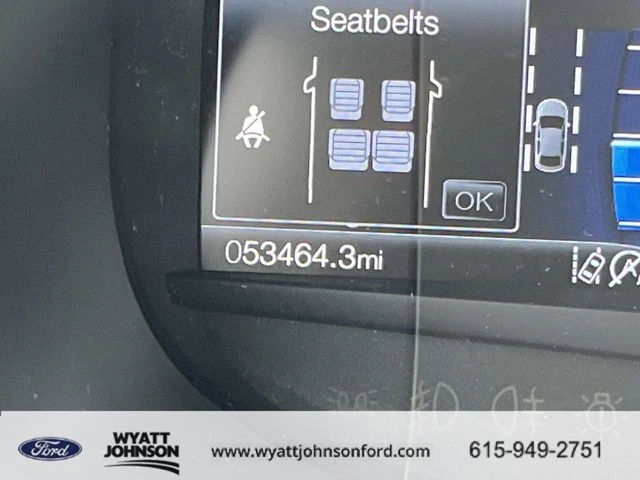 Seatbelts
OK
053464.3mi
Ford
WYATT
JOHNSON
www.wyattjohnsonford.com
615-949-2751